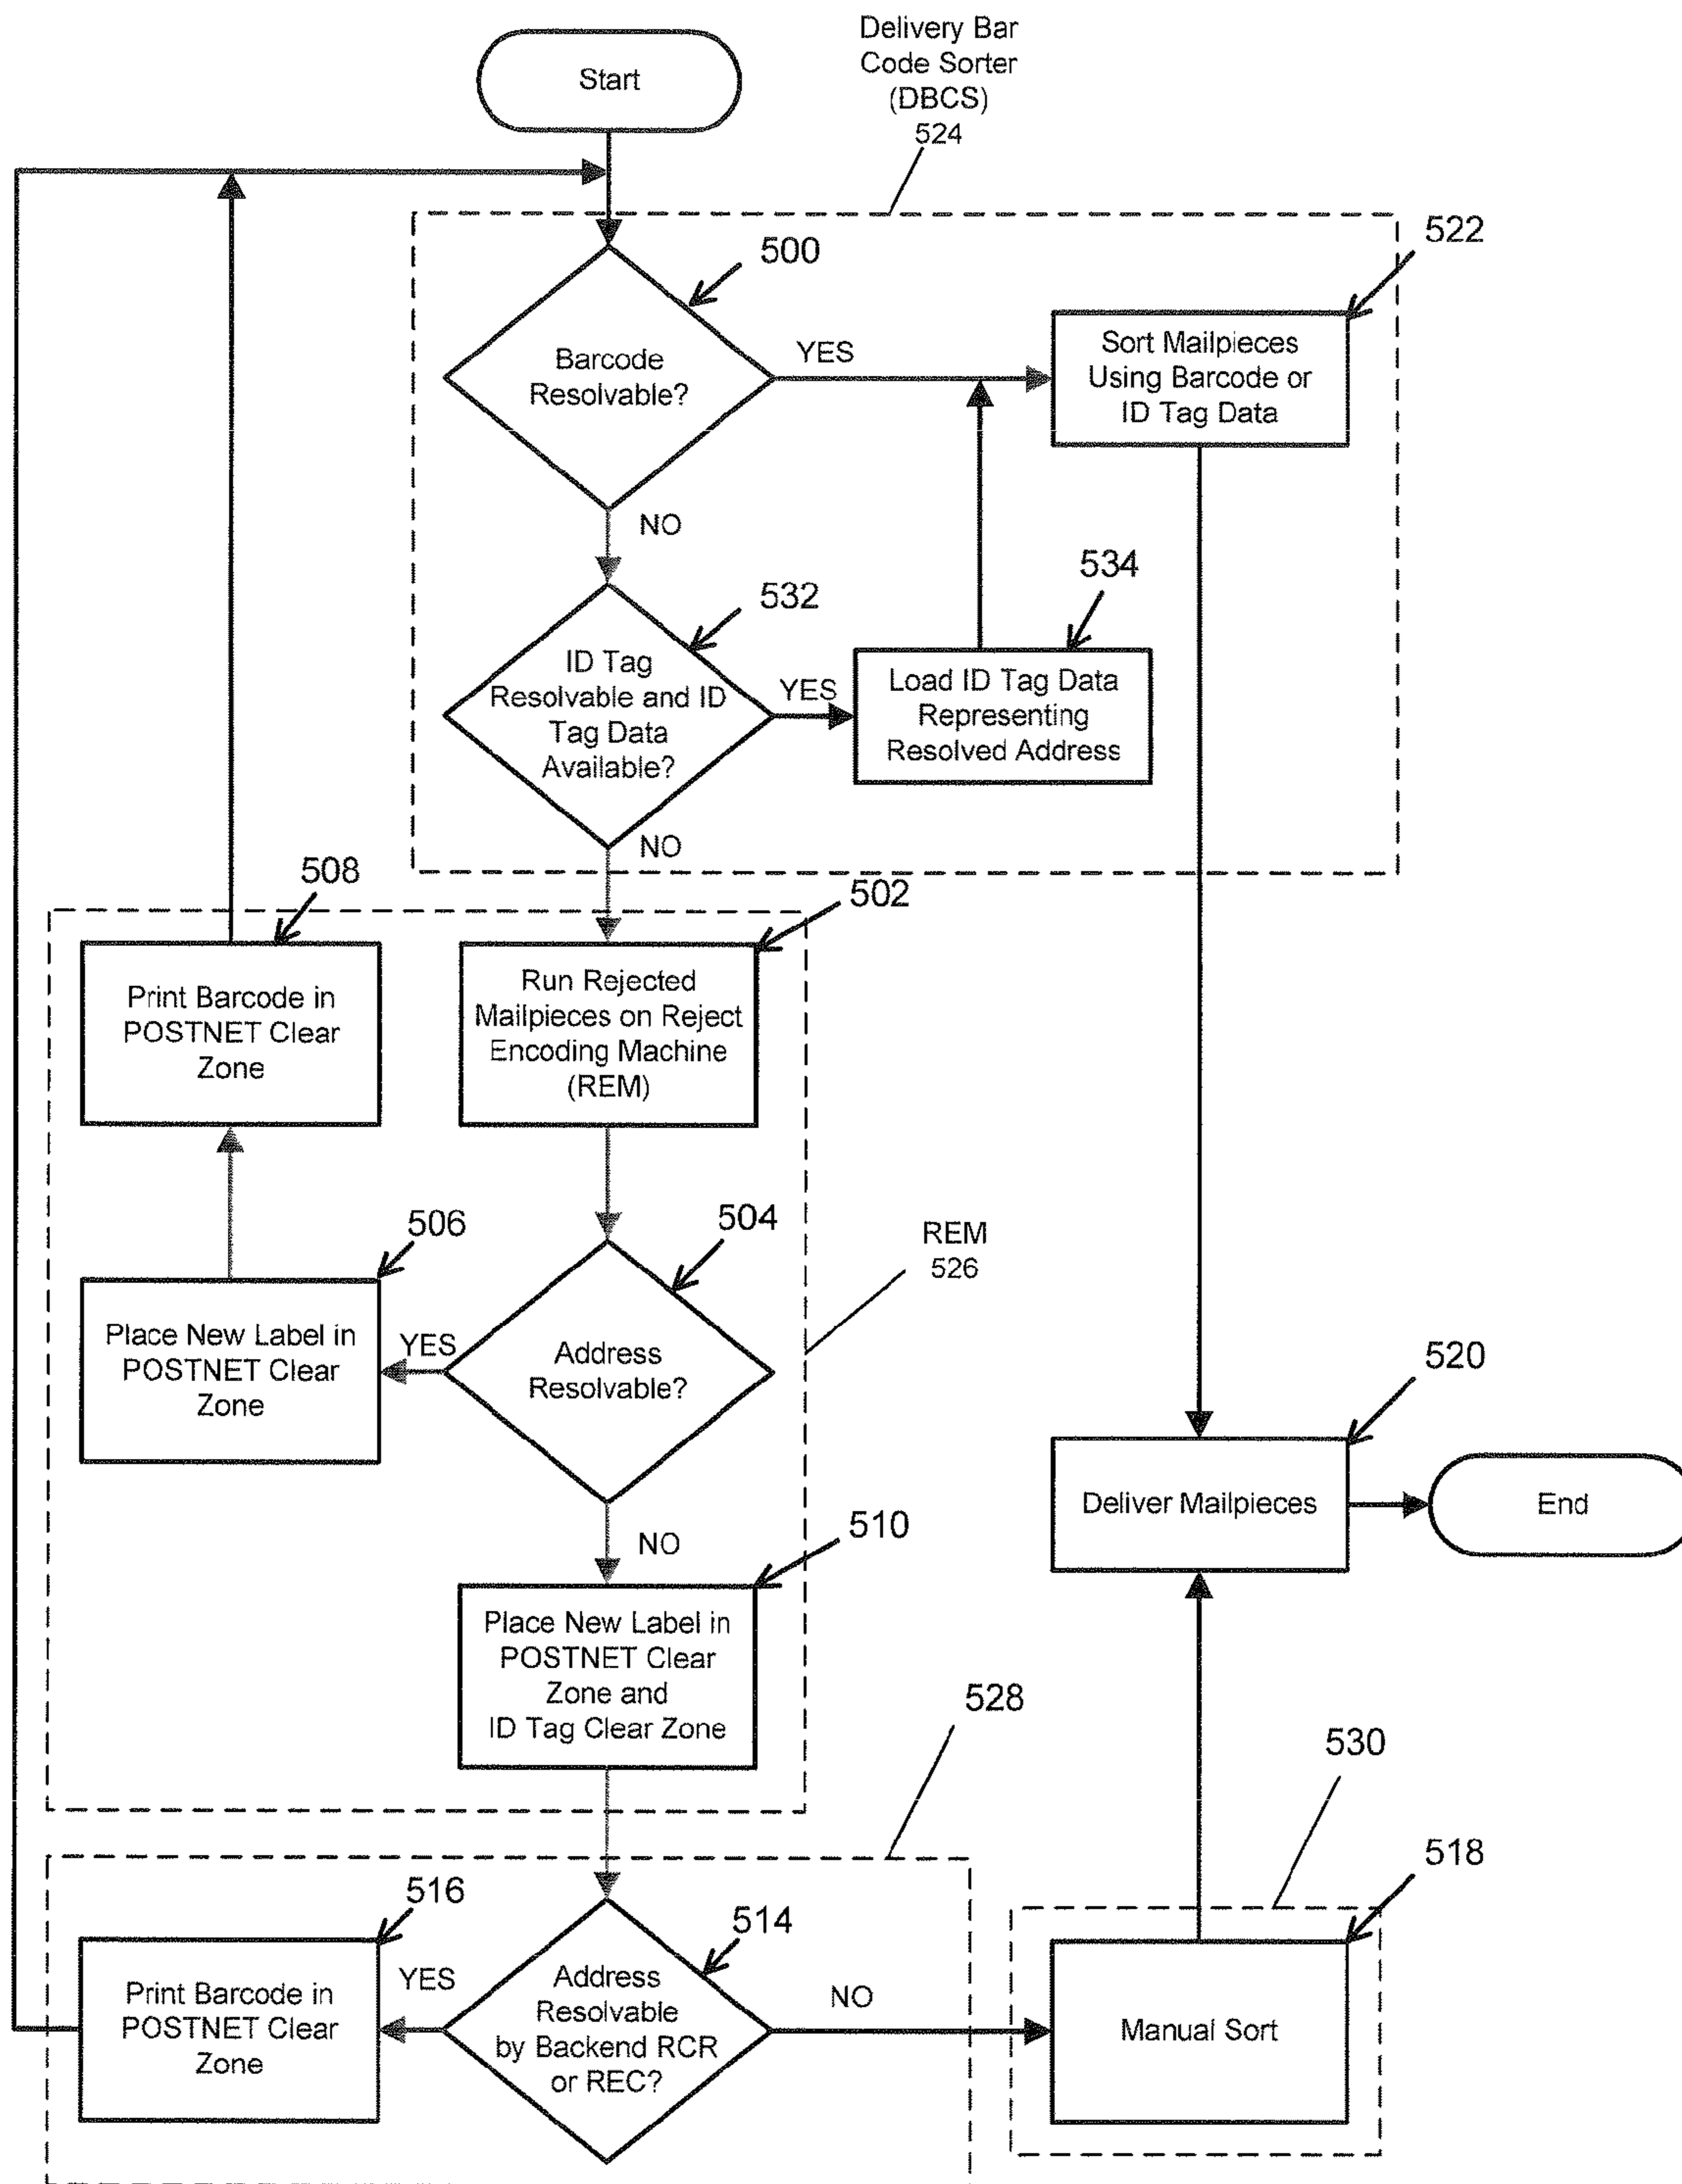 Delivery Bar
Code Sorter
(DBCS)
524
Start
500
522
Barcode
Resolvable?
YES
Sort Mailpieces
Using Barcode or
ID Tag Data
NO
532
534
ID Tag
Resolvable and ID
Tag Data
Available?
YES
Load ID Tag Data
Representing
Resolved Address
NO
508
502
Print Barcode in
POSTNET Clear
Zone
Run Rejected
Mailpieces on Reject
Encoding Machine
(REM)
506
504
REM
526
Place New Label in
POSTNET Clear
Zone
YES
Address
Resolvable?
520
Deliver Mailpieces
End
NO
510
Place New Label in
POSTNET Clear
Zone and
ID Tag Clear Zone
528
530
516
514
518
Print Barcode in
POSTNET Clear
Zone
YES
Address
Resolvable
by Backend RCR
or REC?
NO
Manual Sort